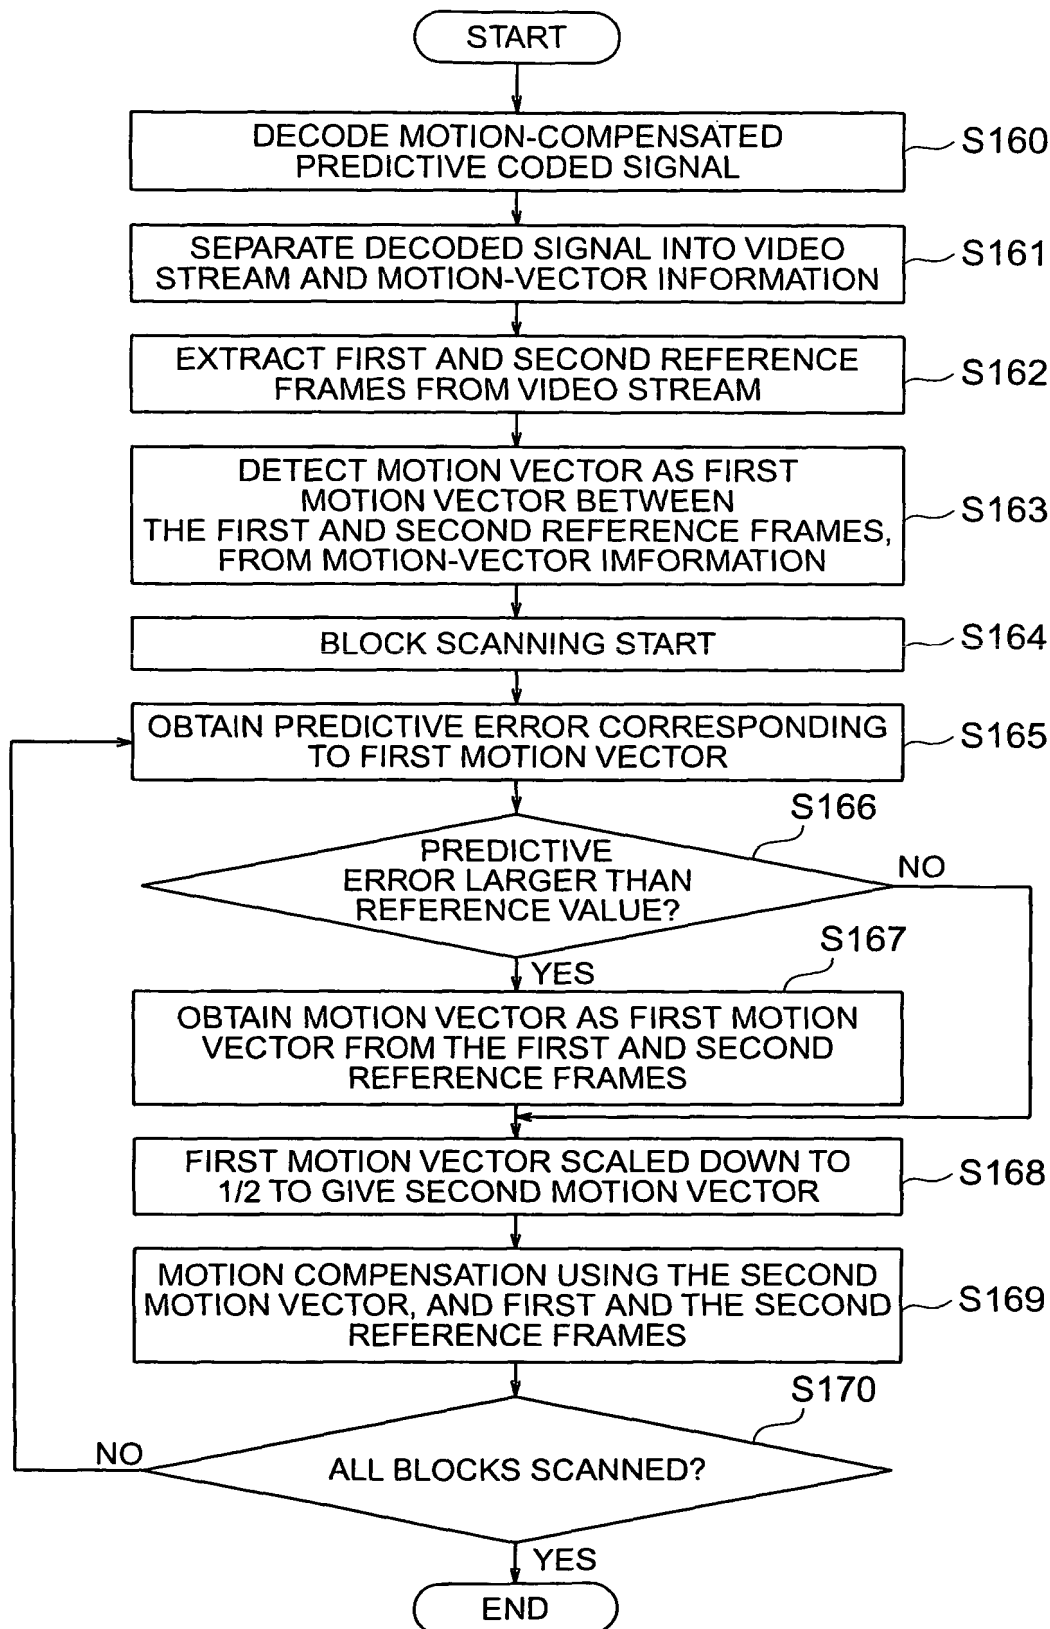 START
DECODE MOTION-COMPENSATED
PREDICTIVE CODED SIGNAL
S160
SEPARATE DECODED SIGNAL INTO VIDEO
STREAM AND MOTION-VECTOR INFORMATION
S161
EXTRACT FIRST AND SECOND REFERENCE
FRAMES FROM VIDEO STREAM
S162
DETECT MOTION VECTOR AS FIRST
MOTION VECTOR BETWEEN
THE FIRST AND SECOND REFERENCE FRAMES,
FROM MOTION-VECTOR IMFORMATION
S163
BLOCK SCANNING START
S164
OBTAIN PREDICTIVE ERROR CORRESPONDING
TO FIRST MOTION VECTOR
S165
S166
PREDICTIVE
ERROR LARGER THAN
REFERENCE VALUE?
NO
YES
S167
OBTAIN MOTION VECTOR AS FIRST MOTION
VECTOR FROM THE FIRST AND SECOND
REFERENCE FRAMES
FIRST MOTION VECTOR SCALED DOWN TO
1/2 TO GIVE SECOND MOTION VECTOR
S168
MOTION COMPENSATION USING THE SECOND
MOTION VECTOR, AND FIRST AND THE SECOND
REFERENCE FRAMES
S169
S170
ALL BLOCKS SCANNED?
NO
YES
END